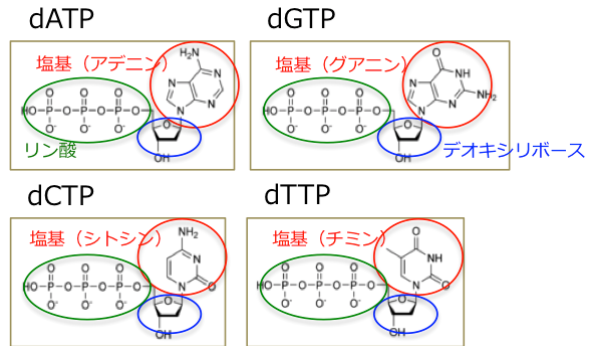 dATP
dGTP
塩基（アデニン）
NH₂
H₂N
N
N
N
N
HO-P-O-P-O-P-O
O O O
O⁻ O⁻ O⁻
O
OH
リン酸
塩基（グアニン）
O
N
NH
N
N
NH₂
HO-P-O-P-O-P-O
O O O
O⁻ O⁻ O⁻
O
OH
デオキシリボース
dCTP
dTTP
塩基（シトシン）
NH₂
N
N
O
HO-P-O-P-O-P-O
O O O
O⁻ O⁻ O⁻
O
OH
塩基（チミン）
O
NH
N
O
HO-P-O-P-O-P-O
O O O
O⁻ O⁻ O⁻
O
OH